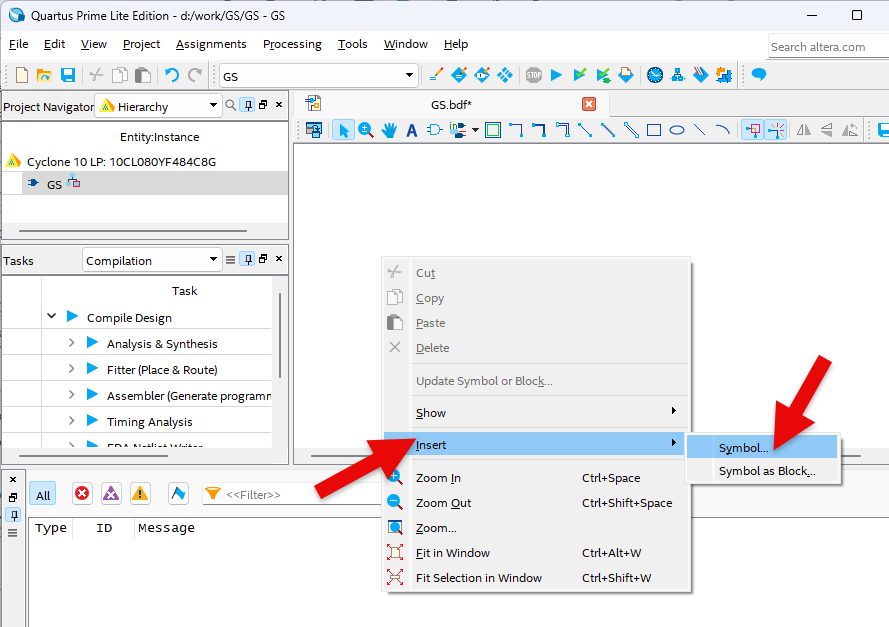 Quartus Prime Lite Edition - d:/work/GS/GS - GS
File Edit View Project Assignments Processing Tools Window Help
Search altera.com
GS
Project Navigator Hierarchy
GS.bdf*
Entity:Instance
Cyclone 10 LP: 10CL080YF484C8G
GS
Tasks Compilation
Task
Compile Design
Analysis & Synthesis
Fitter (Place & Route)
Assembler (Generate programm
Timing Analysis
EDA Netlist Writer
Cut
Copy
Paste
Delete
Update Symbol or Block...
Show
Insert
Symbol...
Symbol as Block...
Zoom In Ctrl+Space
Zoom Out Ctrl+Shift+Space
Zoom...
Fit in Window Ctrl+Alt+W
Fit Selection in Window Ctrl+Shift+W
All <<Filter>>
Type ID Message